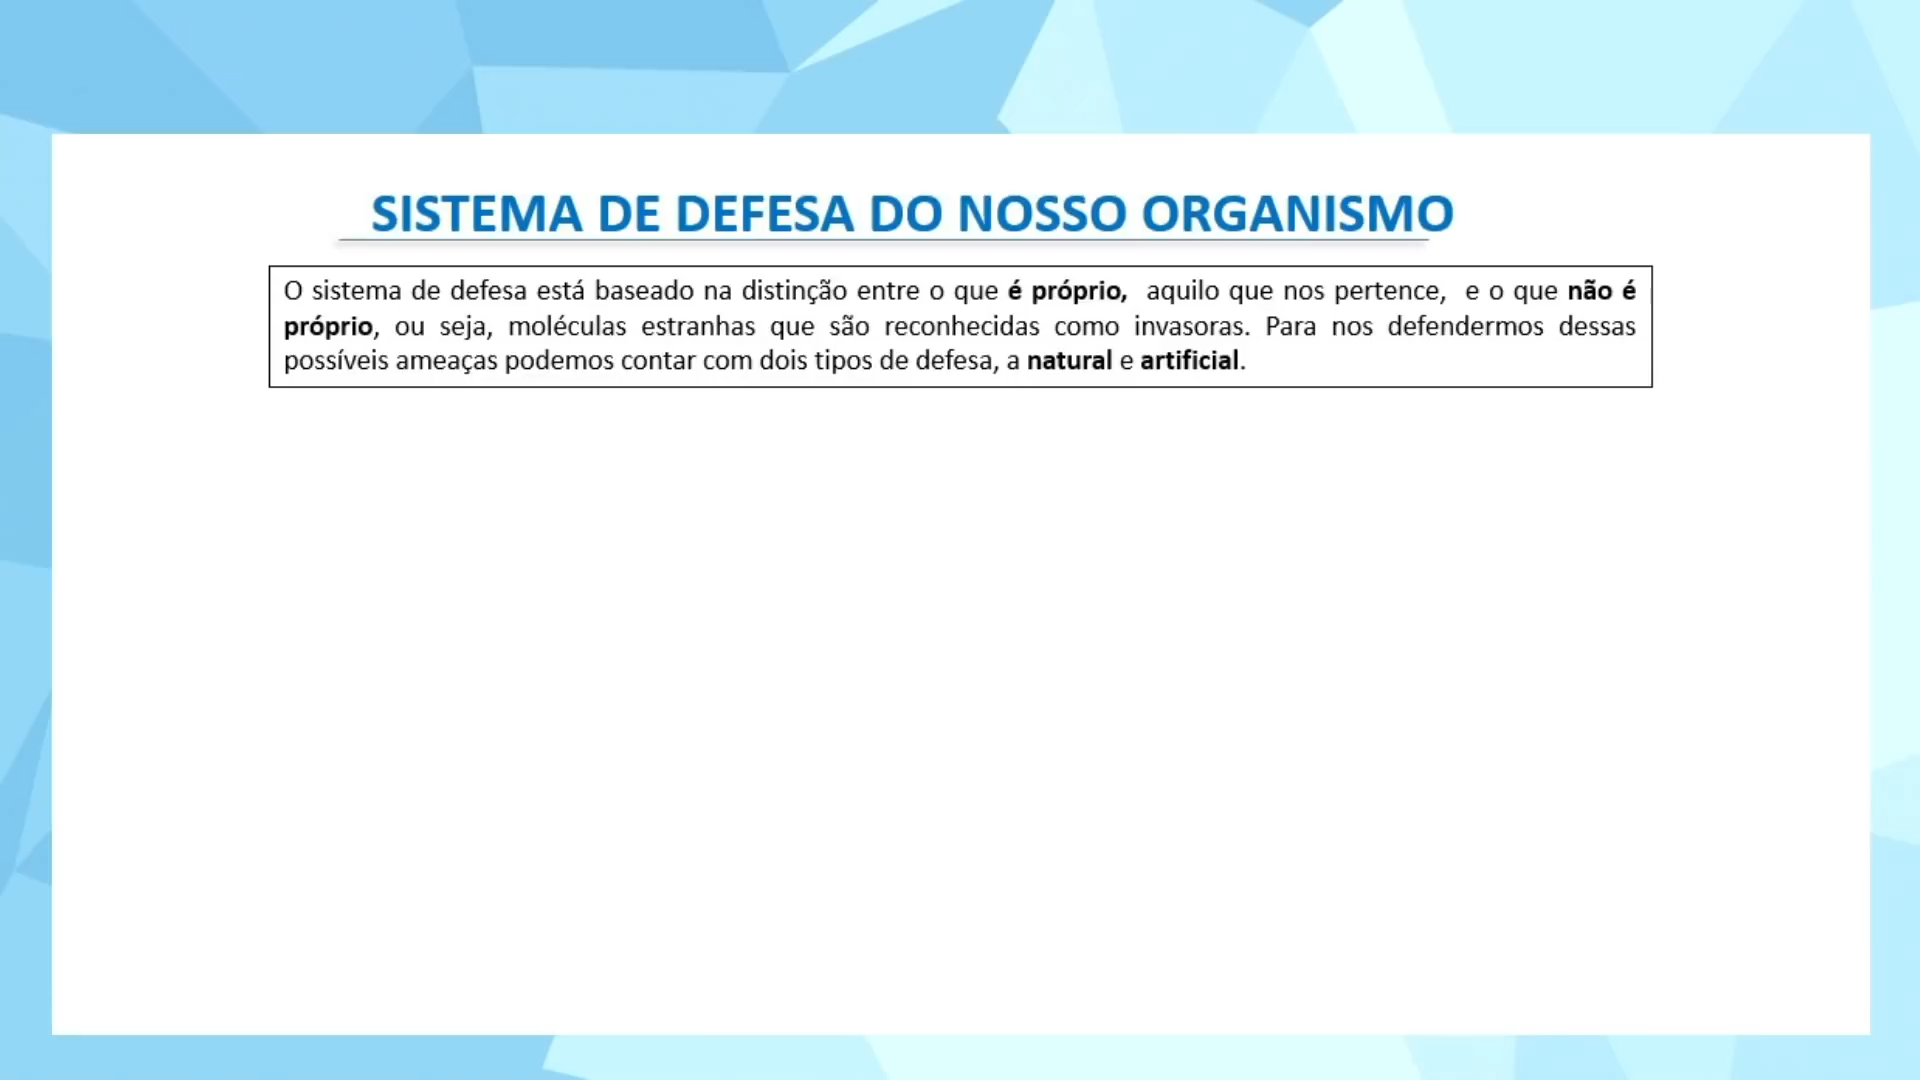 SISTEMA DE DEFESA DO NOSSO ORGANISMO
O sistema de defesa está baseado na distinção entre o que é próprio, aquilo que nos pertence, e o que não é
próprio, ou seja, moléculas estranhas que são reconhecidas como invasoras. Para nos defendermos dessas
possíveis ameaças podemos contar com dois tipos de defesa, a natural e artificial.